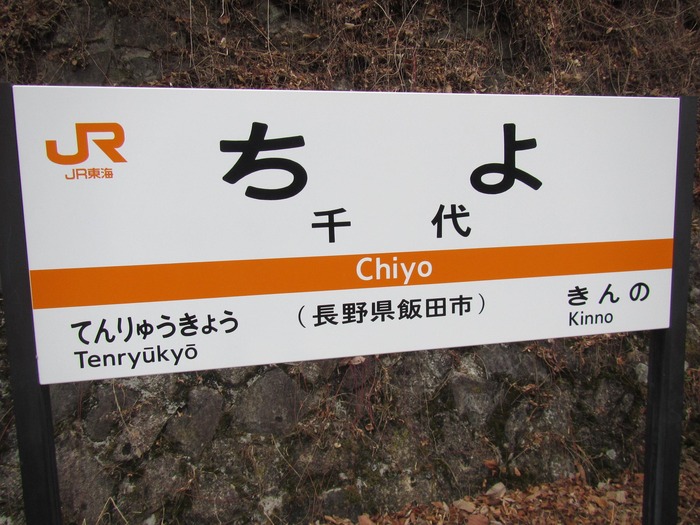 JR
JR東海
ちよ
千代
Chiyo
てんりゅうきょう
Tenryūkyō
（長野県飯田市）
きんの
Kinno